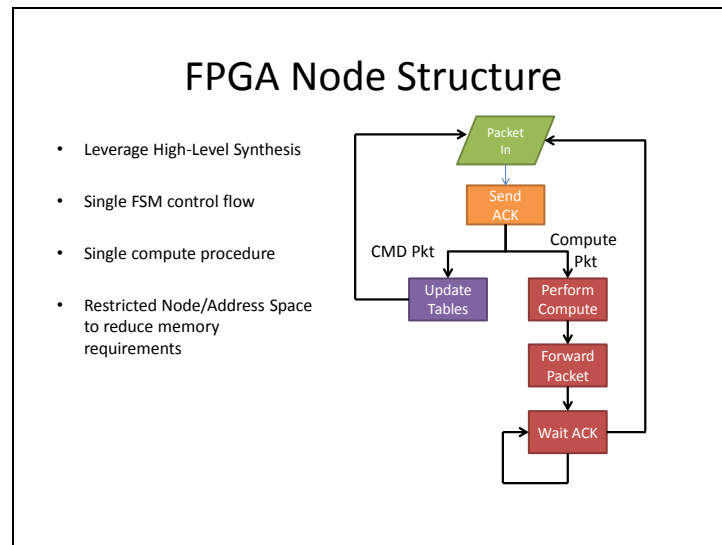 FPGA Node Structure
• Leverage High-Level Synthesis
• Single FSM control flow
• Single compute procedure
• Restricted Node/Address Space
to reduce memory
requirements
Packet
In
Send
ACK
CMD Pkt
Compute
Pkt
Update
Tables
Perform
Compute
Forward
Packet
Wait ACK